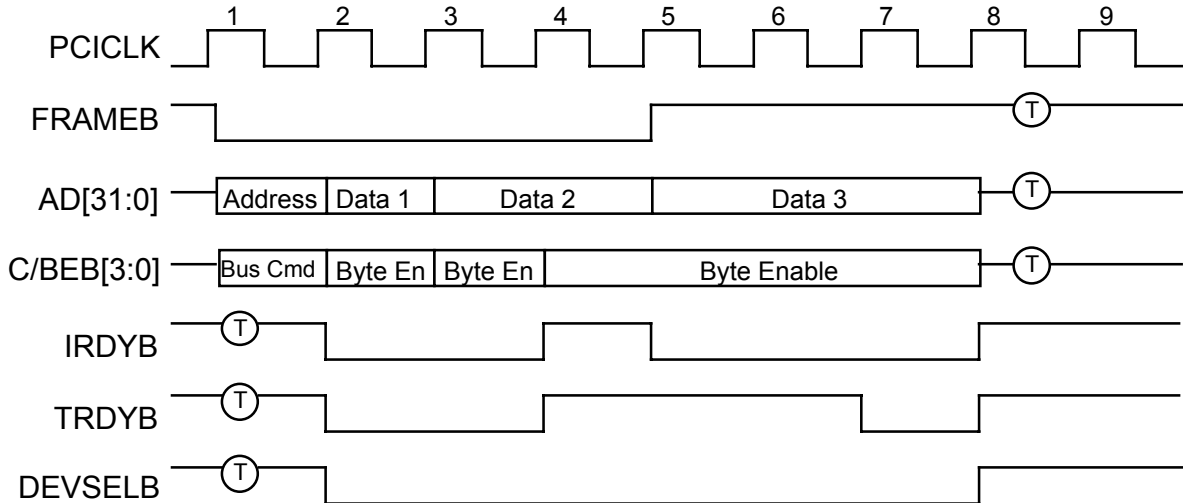 1 2 3 4 5 6 7 8 9
PCICLK
FRAMEB T
AD[31:0] Address Data 1 Data 2 Data 3 T
C/BEB[3:0] Bus Cmd Byte En Byte En Byte Enable T
IRDYB T
TRDYB T
DEVSELB T